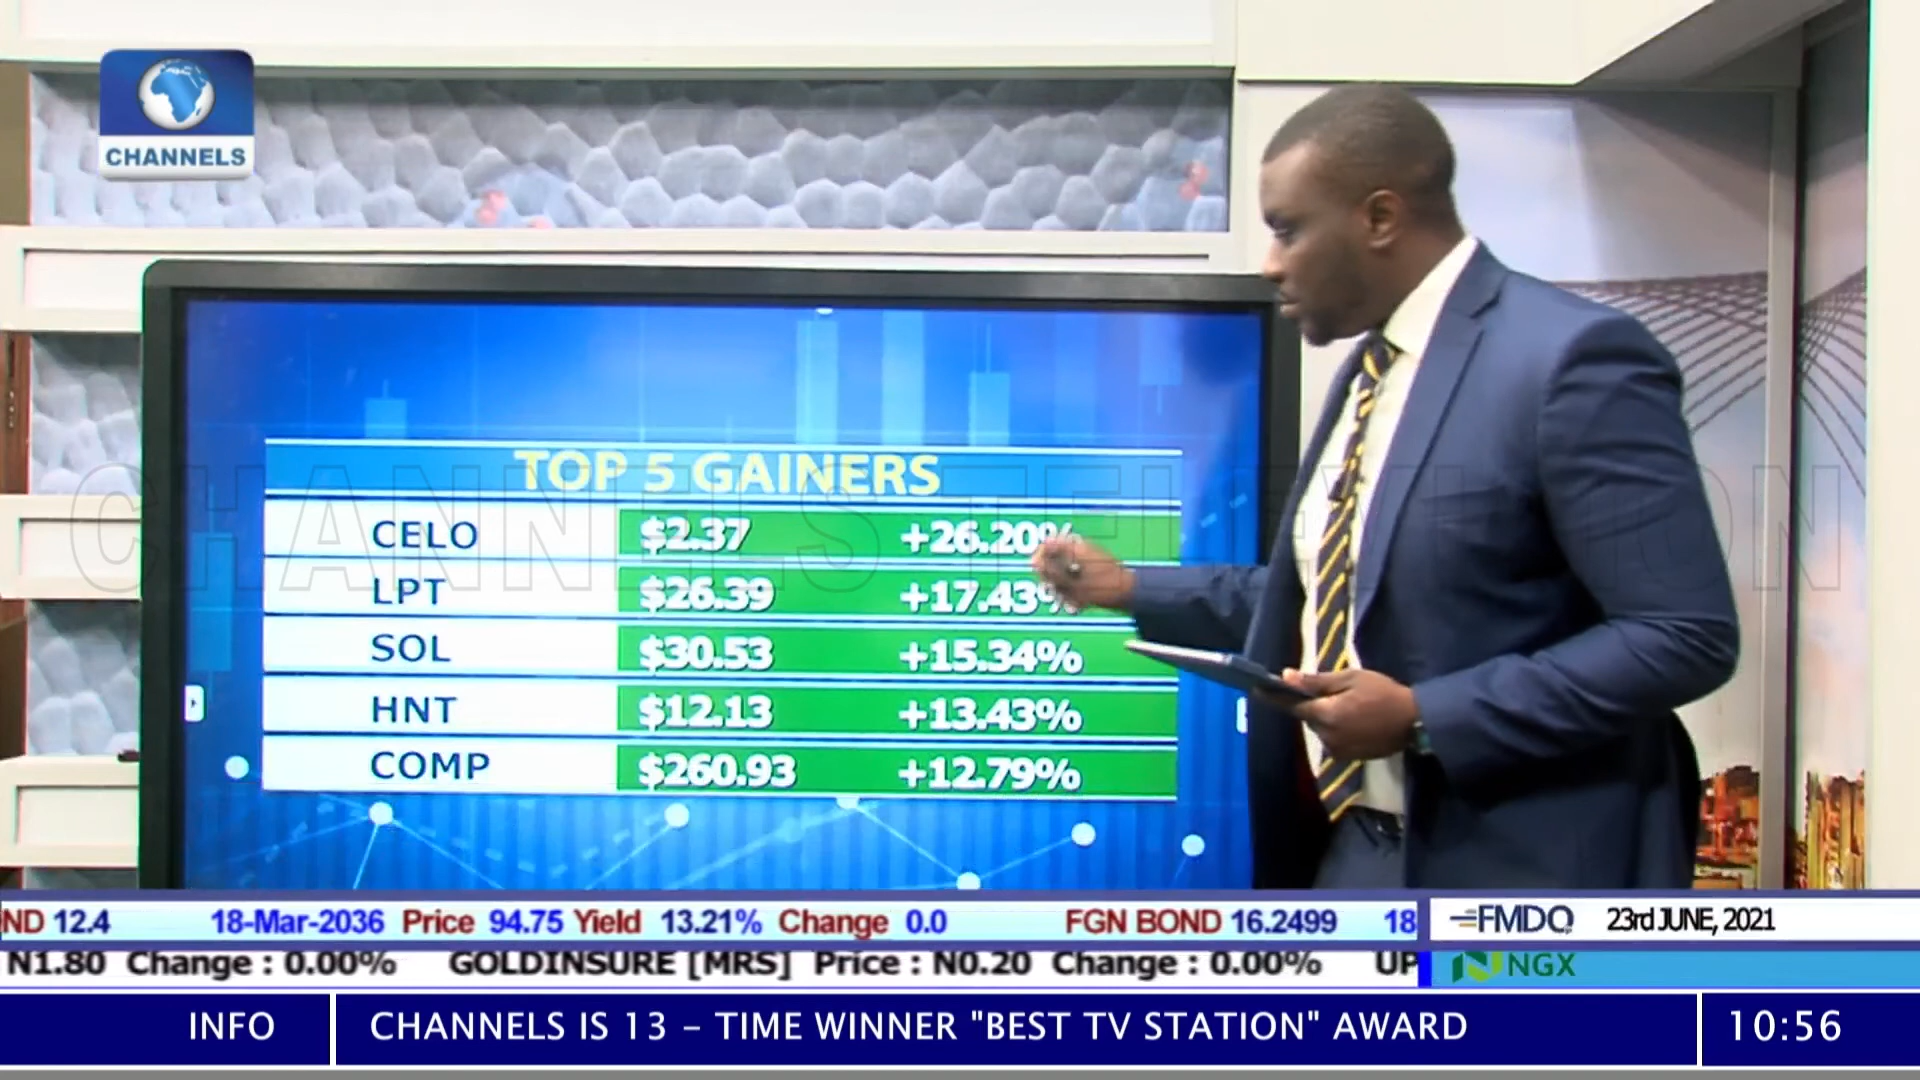 CHANNELS
TOP 5 GAINERS
CELO $2.37 +26.20%
LPT $26.39 +17.43%
SOL $30.53 +15.34%
HNT $12.13 +13.43%
COMP $260.93 +12.79%
CHANNELS TELEVISION
ND 12.4 18-Mar-2036 Price 94.75 Yield 13.21% Change 0.0 FGN BOND 16.2499 18 FMDQ 23rd JUNE, 2021
N1.80 Change : 0.00% GOLDINSURE [MRS] Price : N0.20 Change : 0.00% UP NGX
INFO CHANNELS IS 13 – TIME WINNER "BEST TV STATION" AWARD 10:56